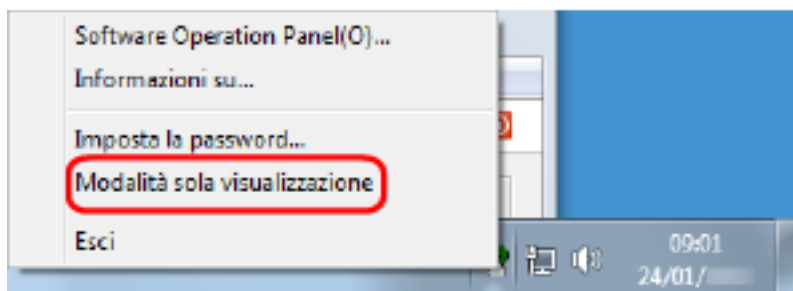 Software Operation Panel(O)...
Informazioni su...
Imposta la password...
Modalità sola visualizzazione
Esci
09:01
24/01/